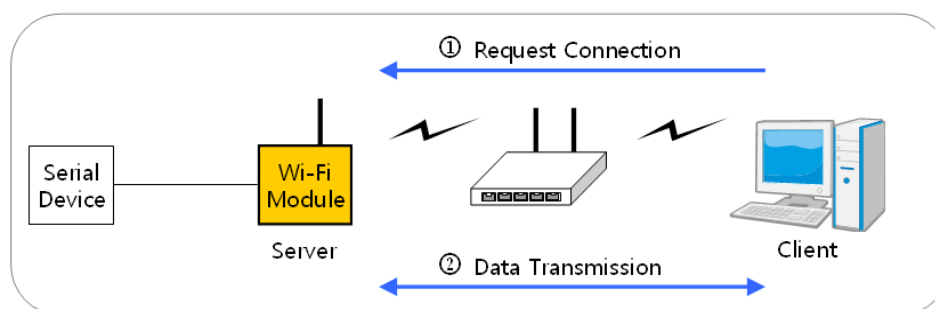 ① Request Connection
Serial
Device
Wi-Fi
Module
Server
Client
② Data Transmission